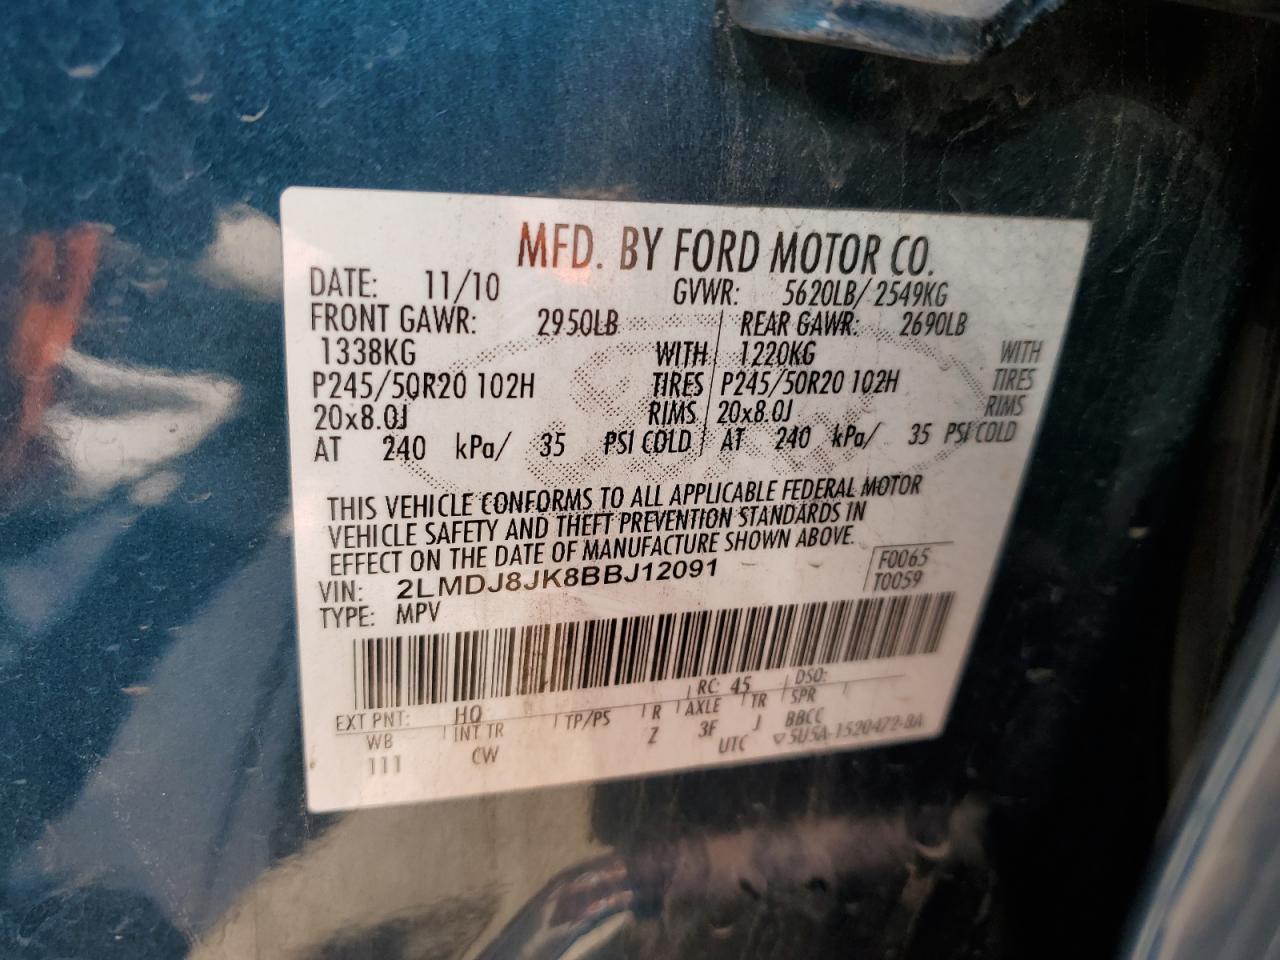 MFD. BY FORD MOTOR CO.
DATE: 11/10 GVWR: 5620LB/2549KG
FRONT GAWR: 2950LB REAR GAWR: 2690LB
1338KG WITH 1220KG WITH
P245/50R20 102H TIRES P245/50R20 102H TIRES
20x8.0J RIMS 20x8.0J RIMS
AT 240 kPa/ 35 PSI COLD AT 240 kPa/ 35 PSI COLD
THIS VEHICLE CONFORMS TO ALL APPLICABLE FEDERAL MOTOR
VEHICLE SAFETY AND THEFT PREVENTION STANDARDS IN
EFFECT ON THE DATE OF MANUFACTURE SHOWN ABOVE.
VIN: 2LMDJ8JK8BBJ12091 F0065
TYPE: MPV T0059
EXT PNT: HQ RC: 45 DSO:
WB INT TR TP/PS R AXLE TR SPR
111 CW Z 3F J BBCC
UTC ▽5U5A-1520472-BA